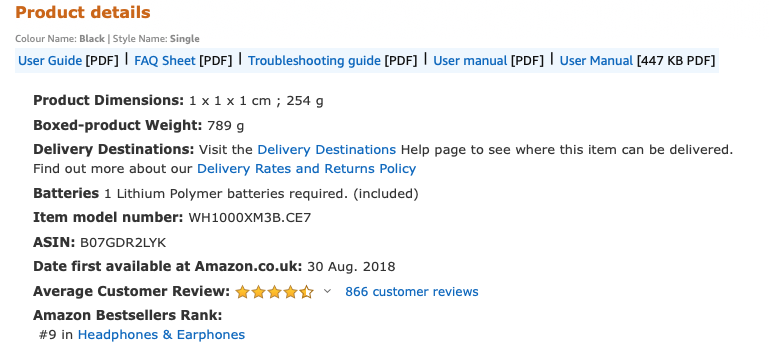 Product details
Colour Name: Black | Style Name: Single
User Guide [PDF] | FAQ Sheet [PDF] | Troubleshooting guide [PDF] | User manual [PDF] | User Manual [447 KB PDF]
Product Dimensions: 1 x 1 x 1 cm ; 254 g
Boxed-product Weight: 789 g
Delivery Destinations: Visit the Delivery Destinations Help page to see where this item can be delivered.
Find out more about our Delivery Rates and Returns Policy
Batteries 1 Lithium Polymer batteries required. (included)
Item model number: WH1000XM3B.CE7
ASIN: B07GDR2LYK
Date first available at Amazon.co.uk: 30 Aug. 2018
Average Customer Review: 866 customer reviews
Amazon Bestsellers Rank:
#9 in Headphones & Earphones